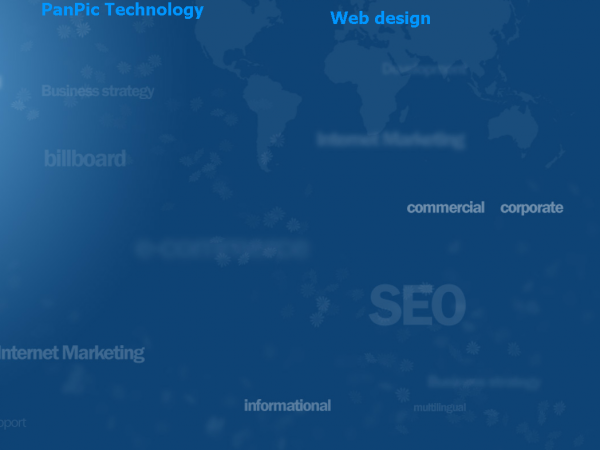 PanPic Technology
Web design
Development
Business strategy
Internet Marketing
billboard
commercial corporate
e-conference
SEO
Internet Marketing
Business strategy
informational
multilingual
pport